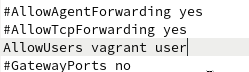 #AllowAgentForwarding yes
#AllowTcpForwarding yes
AllowUsers vagrant user
#GatewayPorts no